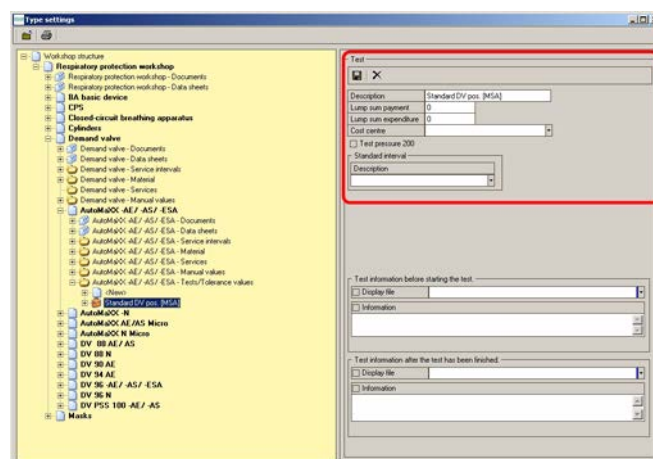 Type settings
Workshop structure
Respiratory protection workshop
Respiratory protection workshop - Documents
Respiratory protection workshop - Data sheets
BA basic device
CPS
Closed-circuit breathing apparatus
Cylinders
Demand valve
Demand valve - Documents
Demand valve - Data sheets
Demand valve - Service intervals
Demand valve - Material
Demand valve - Services
Demand valve - Manual values
AutoMaXX -AE/ -AS/ -ESA
AutoMaXX -AE/ -AS/ -ESA - Documents
AutoMaXX -AE/ -AS/ -ESA - Data sheets
AutoMaXX -AE/ -AS/ -ESA - Service intervals
AutoMaXX -AE/ -AS/ -ESA - Material
AutoMaXX -AE/ -AS/ -ESA - Services
AutoMaXX -AE/ -AS/ -ESA - Manual values
AutoMaXX -AE/ -AS/ -ESA - Tests/Tolerance values
<New>
Standard DV pos. [MSA]
AutoMaXX -N
AutoMaXX AE/AS Micro
AutoMaXX N Micro
DV 88 AE/ AS
DV 88 N
DV 90 AE
DV 94 AE
DV 96 -AE/ -AS/ -ESA
DV 96 N
DV PSS 100 -AE/ -AS
Masks
Test
Description Standard DV pos. [MSA]
Lump sum payment 0
Lump sum expenditure 0
Cost centre
Test pressure 200
Standard interval
Description
Test information before starting the test.
Display file
Information
Test information after the test has been finished.
Display file
Information